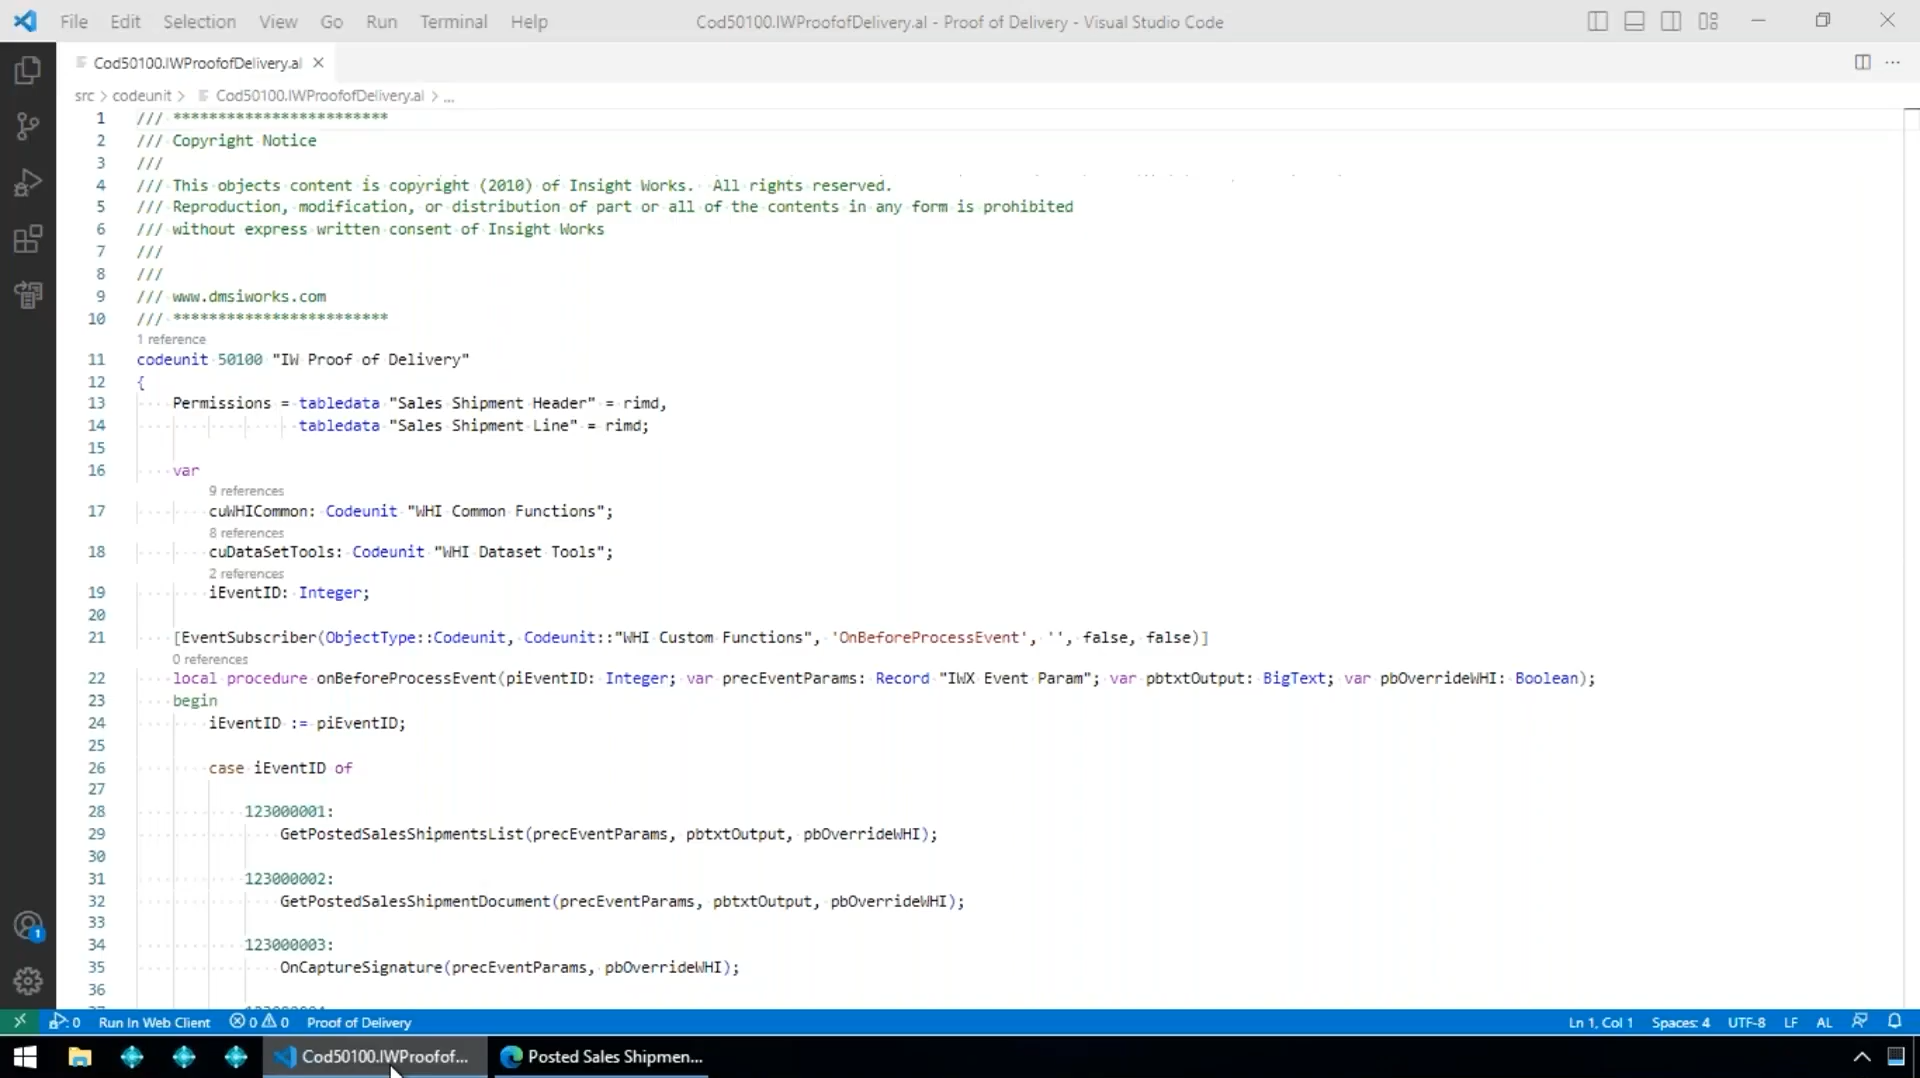 File Edit Selection View Go Run Terminal Help Cod50100.IWProofofDelivery.al - Proof of Delivery - Visual Studio Code
Cod50100.IWProofofDelivery.al
src > codeunit > Cod50100.IWProofofDelivery.al > ...
1 /// ************************
2 /// Copyright Notice
3 ///
4 /// This objects content is copyright (2010) of Insight Works. All rights reserved.
5 /// Reproduction, modification, or distribution of part or all of the contents in any form is prohibited
6 /// without express written consent of Insight Works
7 ///
8 ///
9 /// www.dmsiworks.com
10 /// ************************
1 reference
11 codeunit 50100 "IW Proof of Delivery"
12 {
13 Permissions = tabledata "Sales Shipment Header" = rimd,
14 tabledata "Sales Shipment Line" = rimd;
15
16 var
9 references
17 cuWHICommon: Codeunit "WHI Common Functions";
8 references
18 cuDataSetTools: Codeunit "WHI Dataset Tools";
2 references
19 iEventID: Integer;
20
21 [EventSubscriber(ObjectType::Codeunit, Codeunit::"WHI Custom Functions", 'OnBeforeProcessEvent', '', false, false)]
0 references
22 local procedure onBeforeProcessEvent(piEventID: Integer; var precEventParams: Record "IWX Event Param"; var pbtxtOutput: BigText; var pbOverrideWHI: Boolean);
23 begin
24 iEventID := piEventID;
25
26 case iEventID of
27
28 123000001:
29 GetPostedSalesShipmentsList(precEventParams, pbtxtOutput, pbOverrideWHI);
30
31 123000002:
32 GetPostedSalesShipmentDocument(precEventParams, pbtxtOutput, pbOverrideWHI);
33
34 123000003:
35 OnCaptureSignature(precEventParams, pbOverrideWHI);
36
0 Run In Web Client 0 0 Proof of Delivery Ln 1, Col 1 Spaces: 4 UTF-8 LF AL
Cod50100.IWProofof... Posted Sales Shipmen...